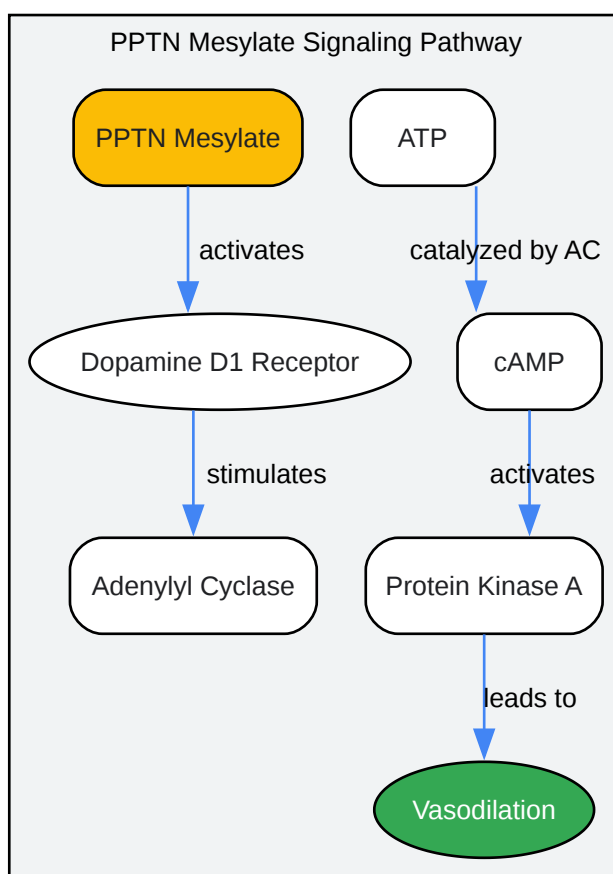 PPTN Mesylate Signaling Pathway
PPTN Mesylate
ATP
activates
catalyzed by AC
Dopamine D1 Receptor
cAMP
stimulates
activates
Adenylyl Cyclase
Protein Kinase A
leads to
Vasodilation